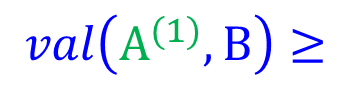 val(A⁽¹⁾, B) ≥